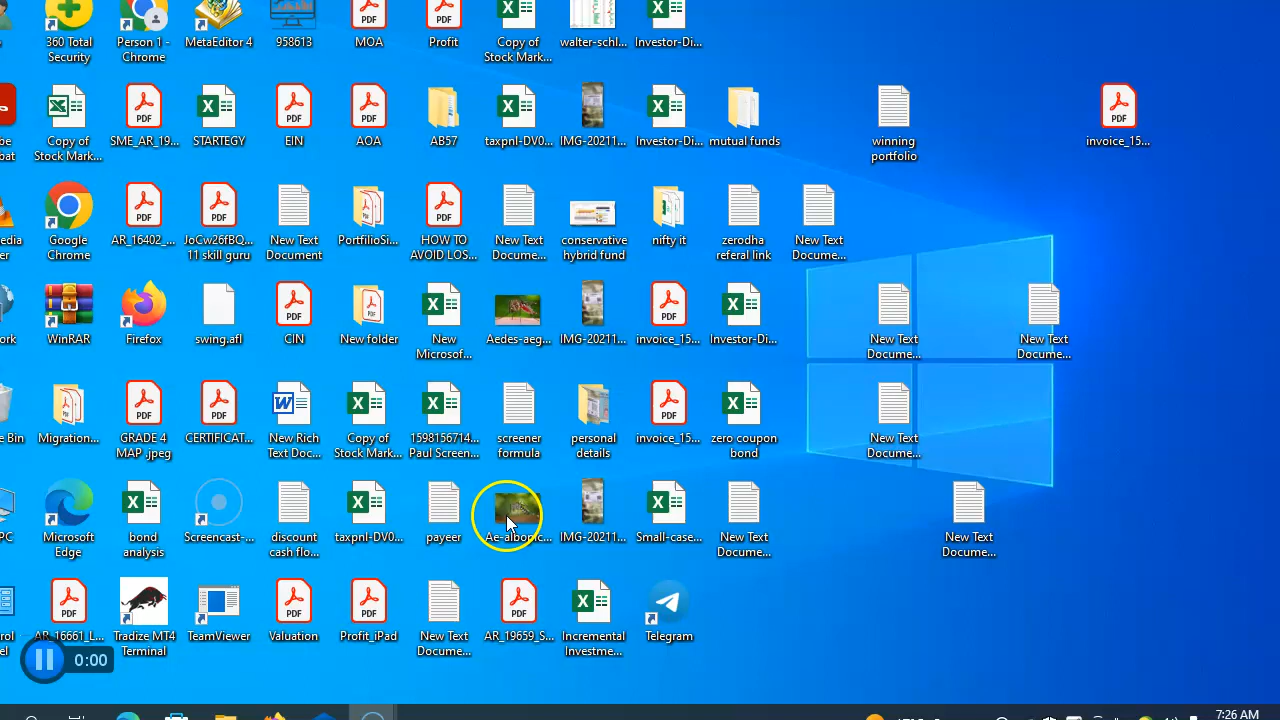 360 Total
Security
Person 1 -
Chrome
MetaEditor 4
958613
MOA
Profit
Copy of
Stock Mark...
walter-schl...
Investor-Di...
Copy of
Stock Mark...
SME_AR_19...
STARTEGY
EIN
AOA
AB57
taxpnl-DV0...
IMG-20211...
Investor-Di...
mutual funds
winning
portfolio
invoice_15...
Google
Chrome
AR_16402_...
JoCw26fBQ...
11 skill guru
New Text
Document
PortfilioSi...
HOW TO
AVOID LOS...
New Text
Docume...
conservative
hybrid fund
nifty it
zerodha
referal link
New Text
Docume...
WinRAR
Firefox
swing.afl
CIN
New folder
New
Microsof...
Aedes-aeg...
IMG-20211...
invoice_15...
Investor-Di...
New Text
Docume...
New Text
Docume...
Bin
Migration...
GRADE 4
MAP .jpeg
CERTIFICAT...
New Rich
Text Doc...
Copy of
Stock Mark...
1598156714...
Paul Screen...
screener
formula
personal
details
invoice_15...
zero coupon
bond
New Text
Docume...
PC
Microsoft
Edge
bond
analysis
Screencast-...
discount
cash flo...
taxpnl-DV0...
payeer
Ae-albopic...
IMG-20211...
Small-case...
New Text
Docume...
New Text
Docume...
AR_16661_L...
Tradize MT4
Terminal
TeamViewer
Valuation
Profit_iPad
New Text
Docume...
AR_19659_S...
Incremental
Investme...
Telegram
0:00
7:26 AM